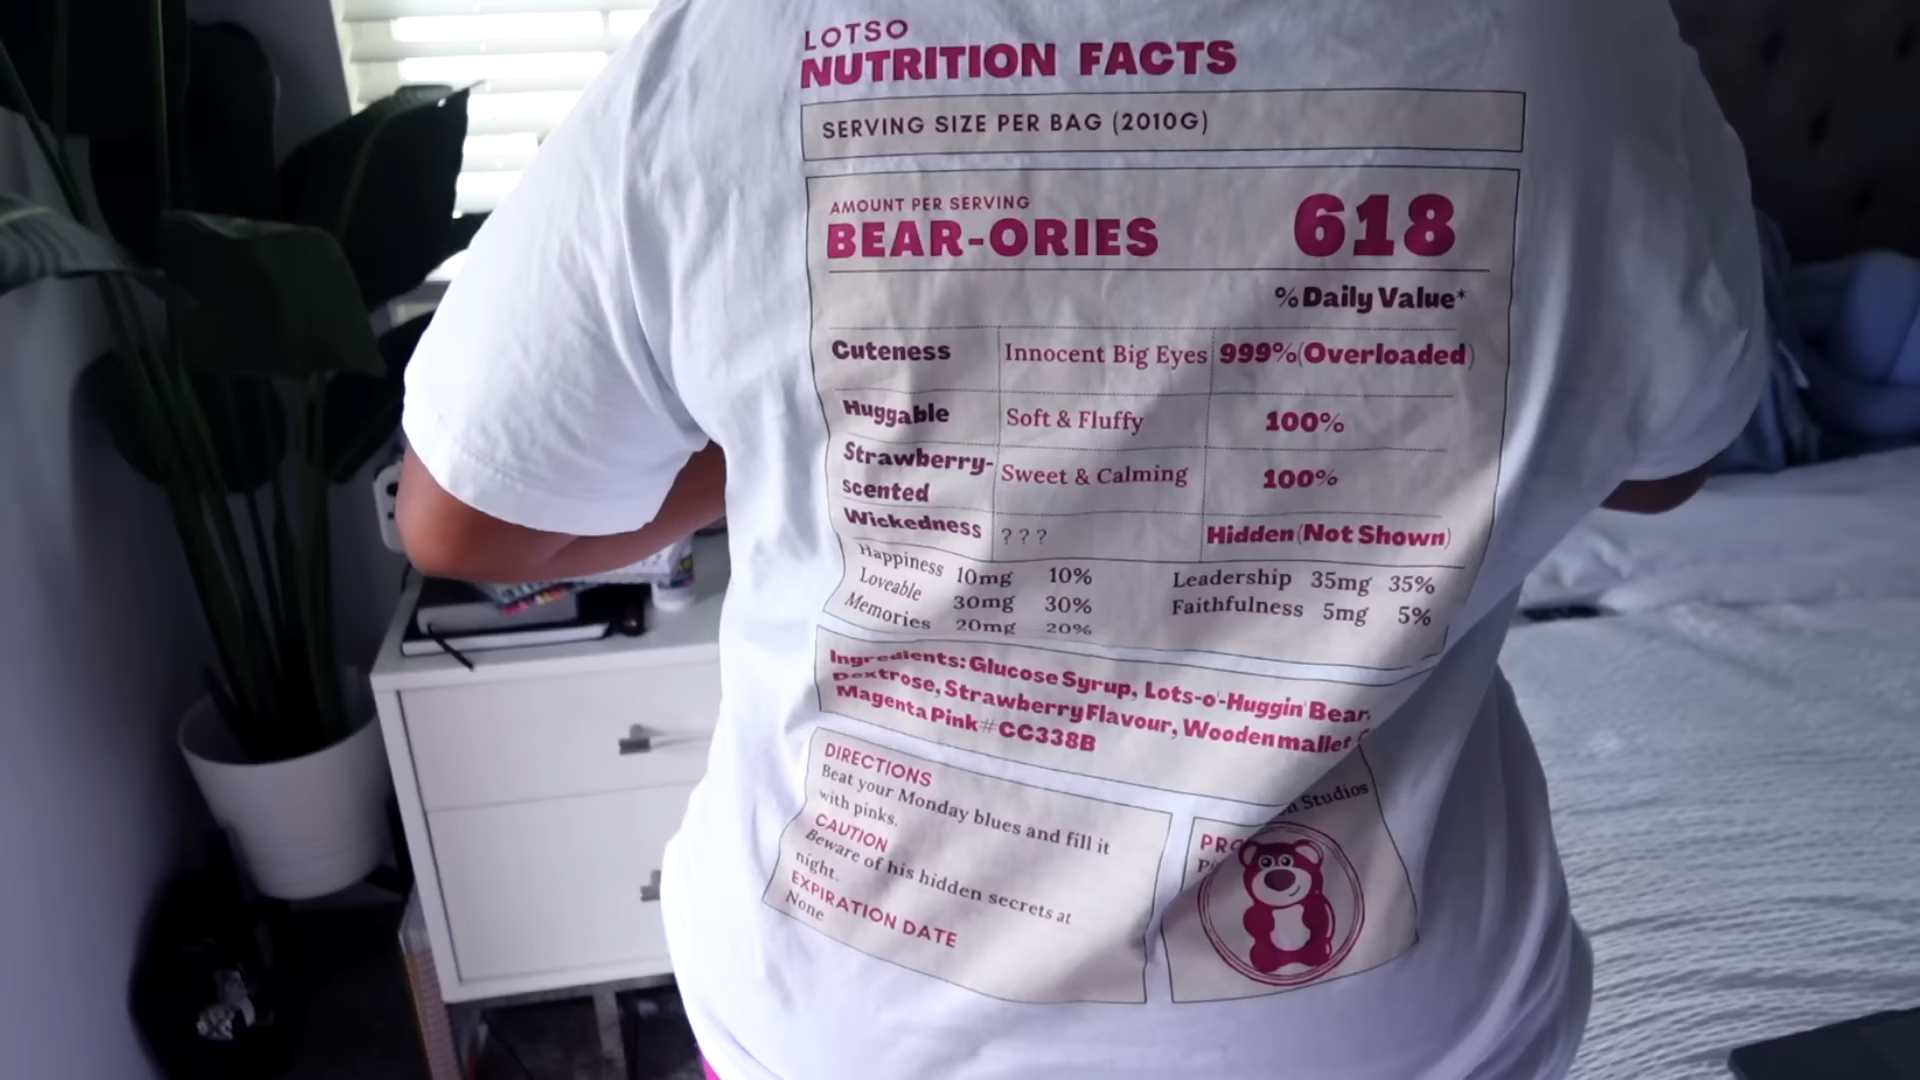 LOTSO
NUTRITION FACTS
SERVING SIZE PER BAG (2010G)
AMOUNT PER SERVING
BEAR-ORIES 618
% Daily Value*
Cuteness Innocent Big Eyes 999% (Overloaded)
Huggable Soft & Fluffy 100%
Strawberry-
scented Sweet & Calming 100%
Wickedness ? ? ? Hidden (Not Shown)
Happiness 10mg 10% Leadership 35mg 35%
Loveable 30mg 30% Faithfulness 5mg 5%
Memories 20mg 20%
Ingredients: Glucose Syrup, Lots-o'-Huggin' Bear,
Dextrose, Strawberry Flavour, Wooden mallet
Magenta Pink #CC338B
DIRECTIONS
Beat your Monday blues and fill it
with pinks.
CAUTION
Beware of his hidden secrets at
night.
EXPIRATION DATE
None
Studios